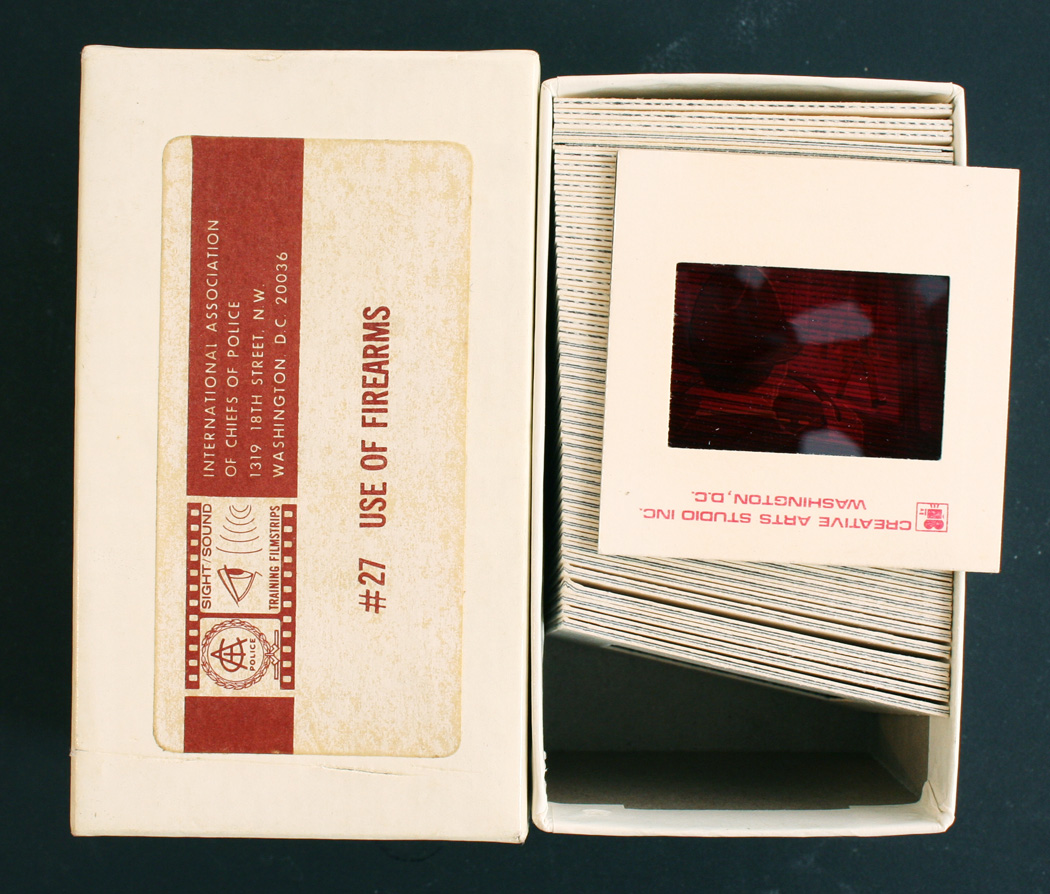 INTERNATIONAL ASSOCIATION
OF CHIEFS OF POLICE
1319 18TH STREET, N.W.
WASHINGTON, D.C. 20036
SIGHT/SOUND
TRAINING FILMSTRIPS
POLICE
#27 USE OF FIREARMS
CREATIVE ARTS STUDIO INC.
WASHINGTON, D.C.